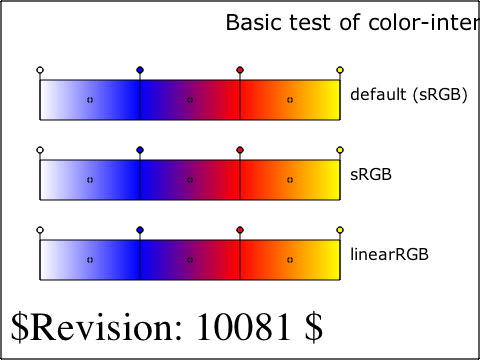 Basic test of color-inter
default (sRGB)
sRGB
linearRGB
$Revision: 10081 $